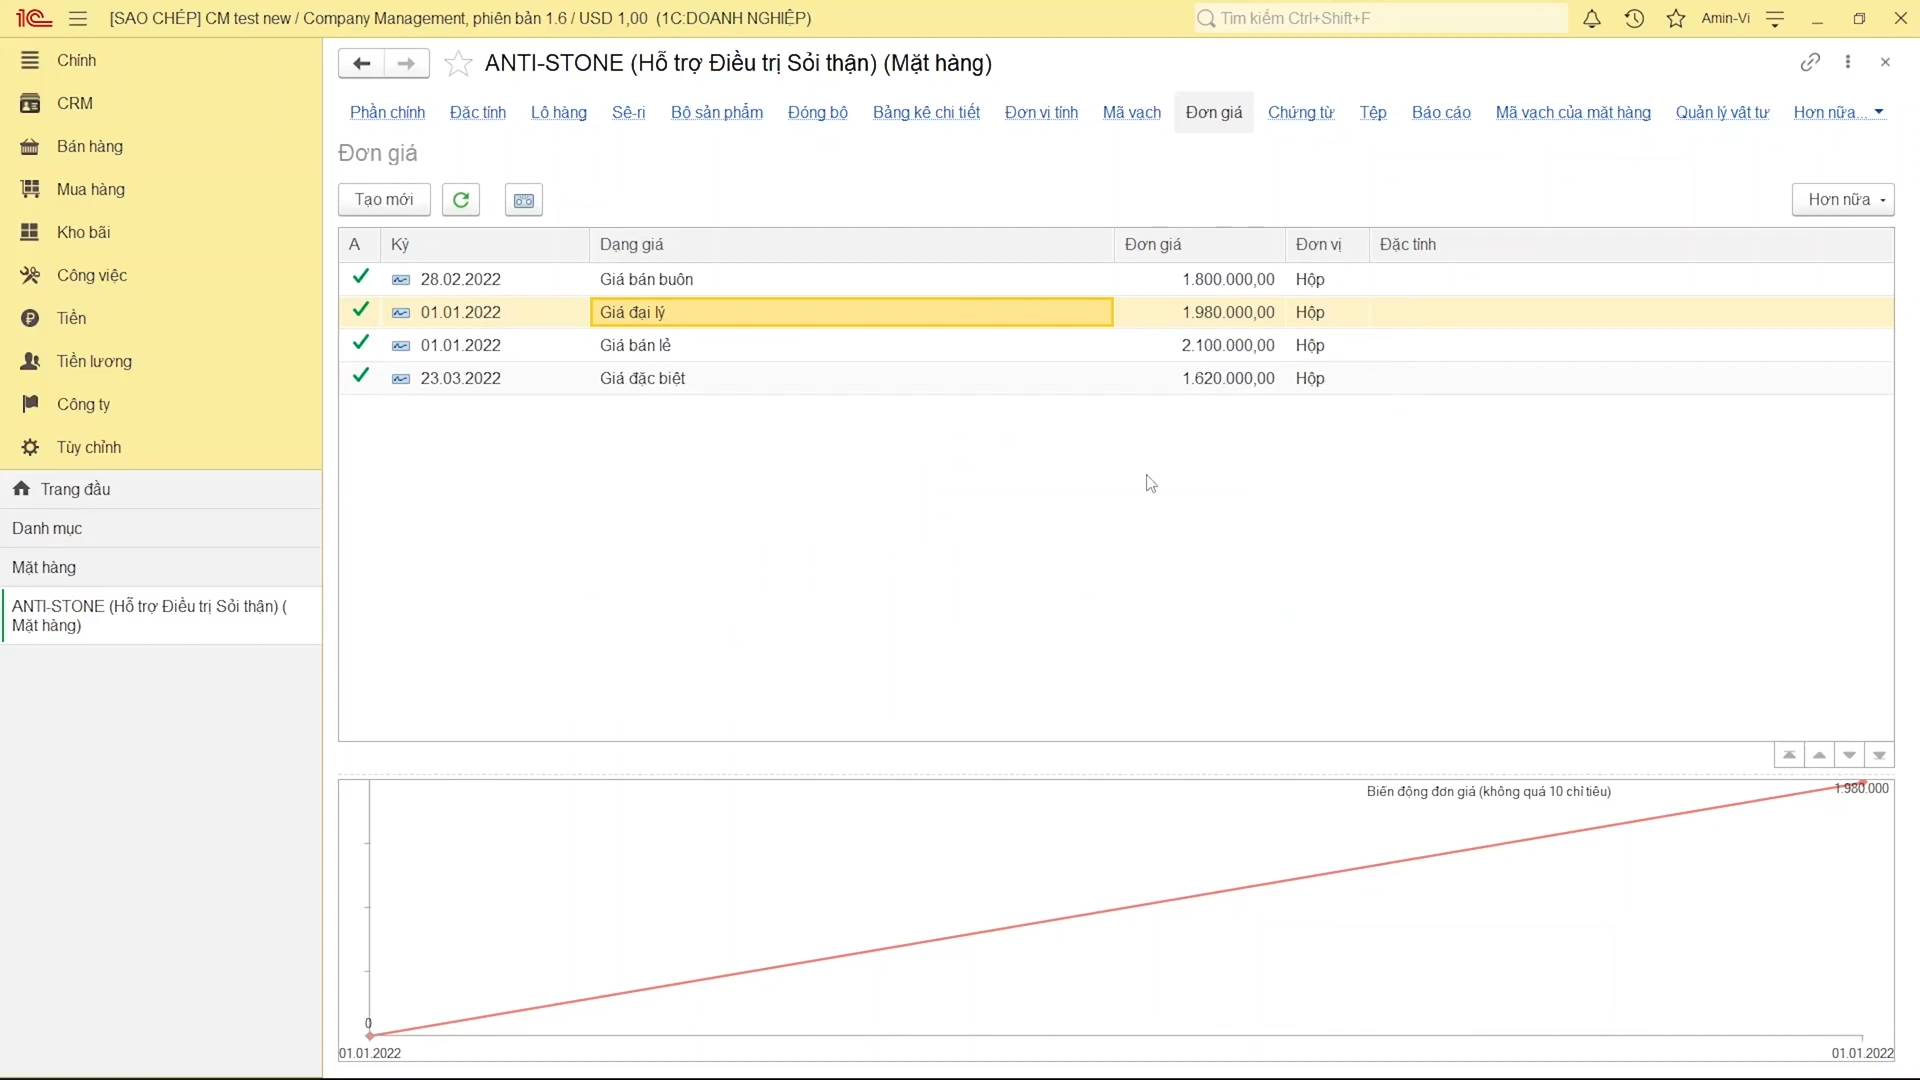 [SAO CHÉP] CM test new / Company Management, phiên bản 1.6 / USD 1,00 (1C:DOANH NGHIỆP)
Tìm kiếm Ctrl+Shift+F
Amin-Vi
Chính
CRM
Bán hàng
Mua hàng
Kho bãi
Công việc
Tiền
Tiền lương
Công ty
Tùy chỉnh
Trang đầu
Danh mục
Mặt hàng
ANTI-STONE (Hỗ trợ Điều trị Sỏi thận) (
Mặt hàng)
ANTI-STONE (Hỗ trợ Điều trị Sỏi thận) (Mặt hàng)
Phần chính Đặc tính Lô hàng Sê-ri Bộ sản phẩm Đóng bộ Bảng kê chi tiết Đơn vị tính Mã vạch Đơn giá Chứng từ Tệp Báo cáo Mã vạch của mặt hàng Quản lý vật tư Hơn nữa...
Đơn giá
Tạo mới
Hơn nữa
A Kỳ Dạng giá Đơn giá Đơn vị Đặc tính
28.02.2022 Giá bán buôn 1.800.000,00 Hộp
01.01.2022 Giá đại lý 1.980.000,00 Hộp
01.01.2022 Giá bán lẻ 2.100.000,00 Hộp
23.03.2022 Giá đặc biệt 1.620.000,00 Hộp
Biến động đơn giá (không quá 10 chỉ tiêu)
1.980.000
0
01.01.2022
01.01.2022